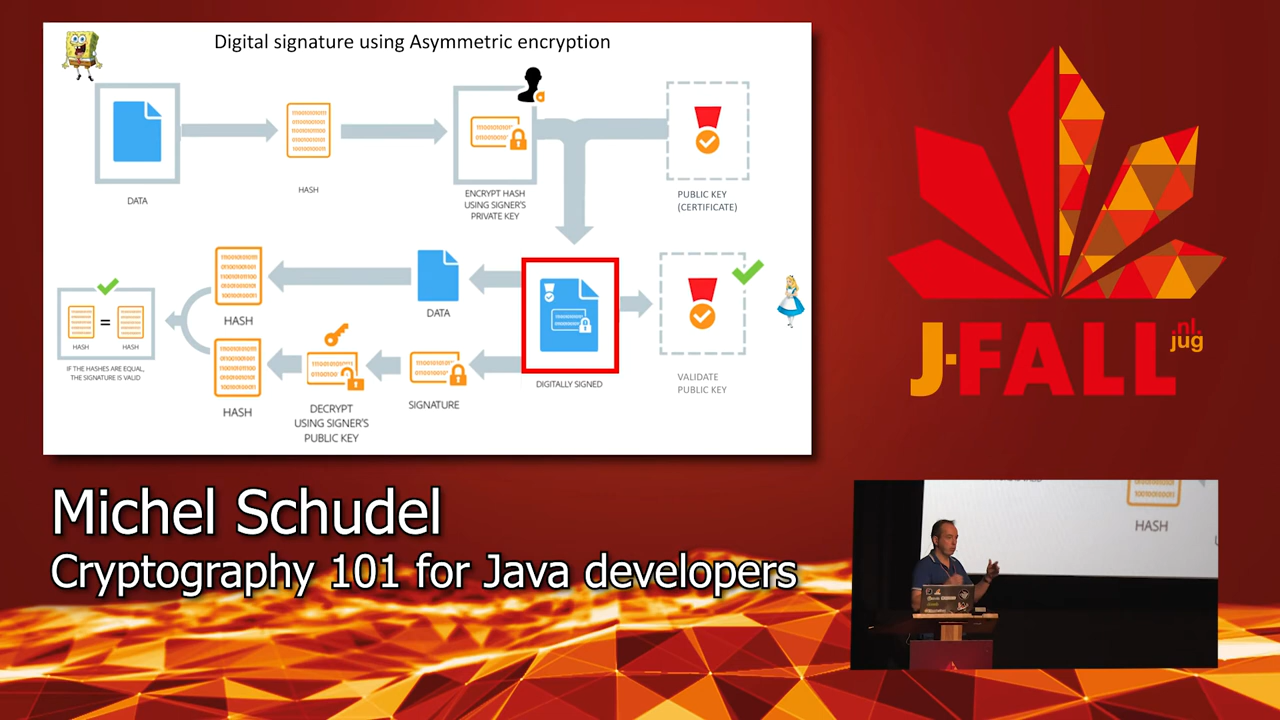 Digital signature using Asymmetric encryption
DATA
HASH
ENCRYPT HASH
USING SIGNER'S
PRIVATE KEY
PUBLIC KEY
(CERTIFICATE)
HASH
DATA
DIGITALLY SIGNED
VALIDATE
PUBLIC KEY
HASH
=
HASH
IF THE HASHES ARE EQUAL,
THE SIGNATURE IS VALID
HASH
DECRYPT
USING SIGNER'S
PUBLIC KEY
SIGNATURE
J-FALL
nl.
jug
Michel Schudel
Cryptography 101 for Java developers
HASH